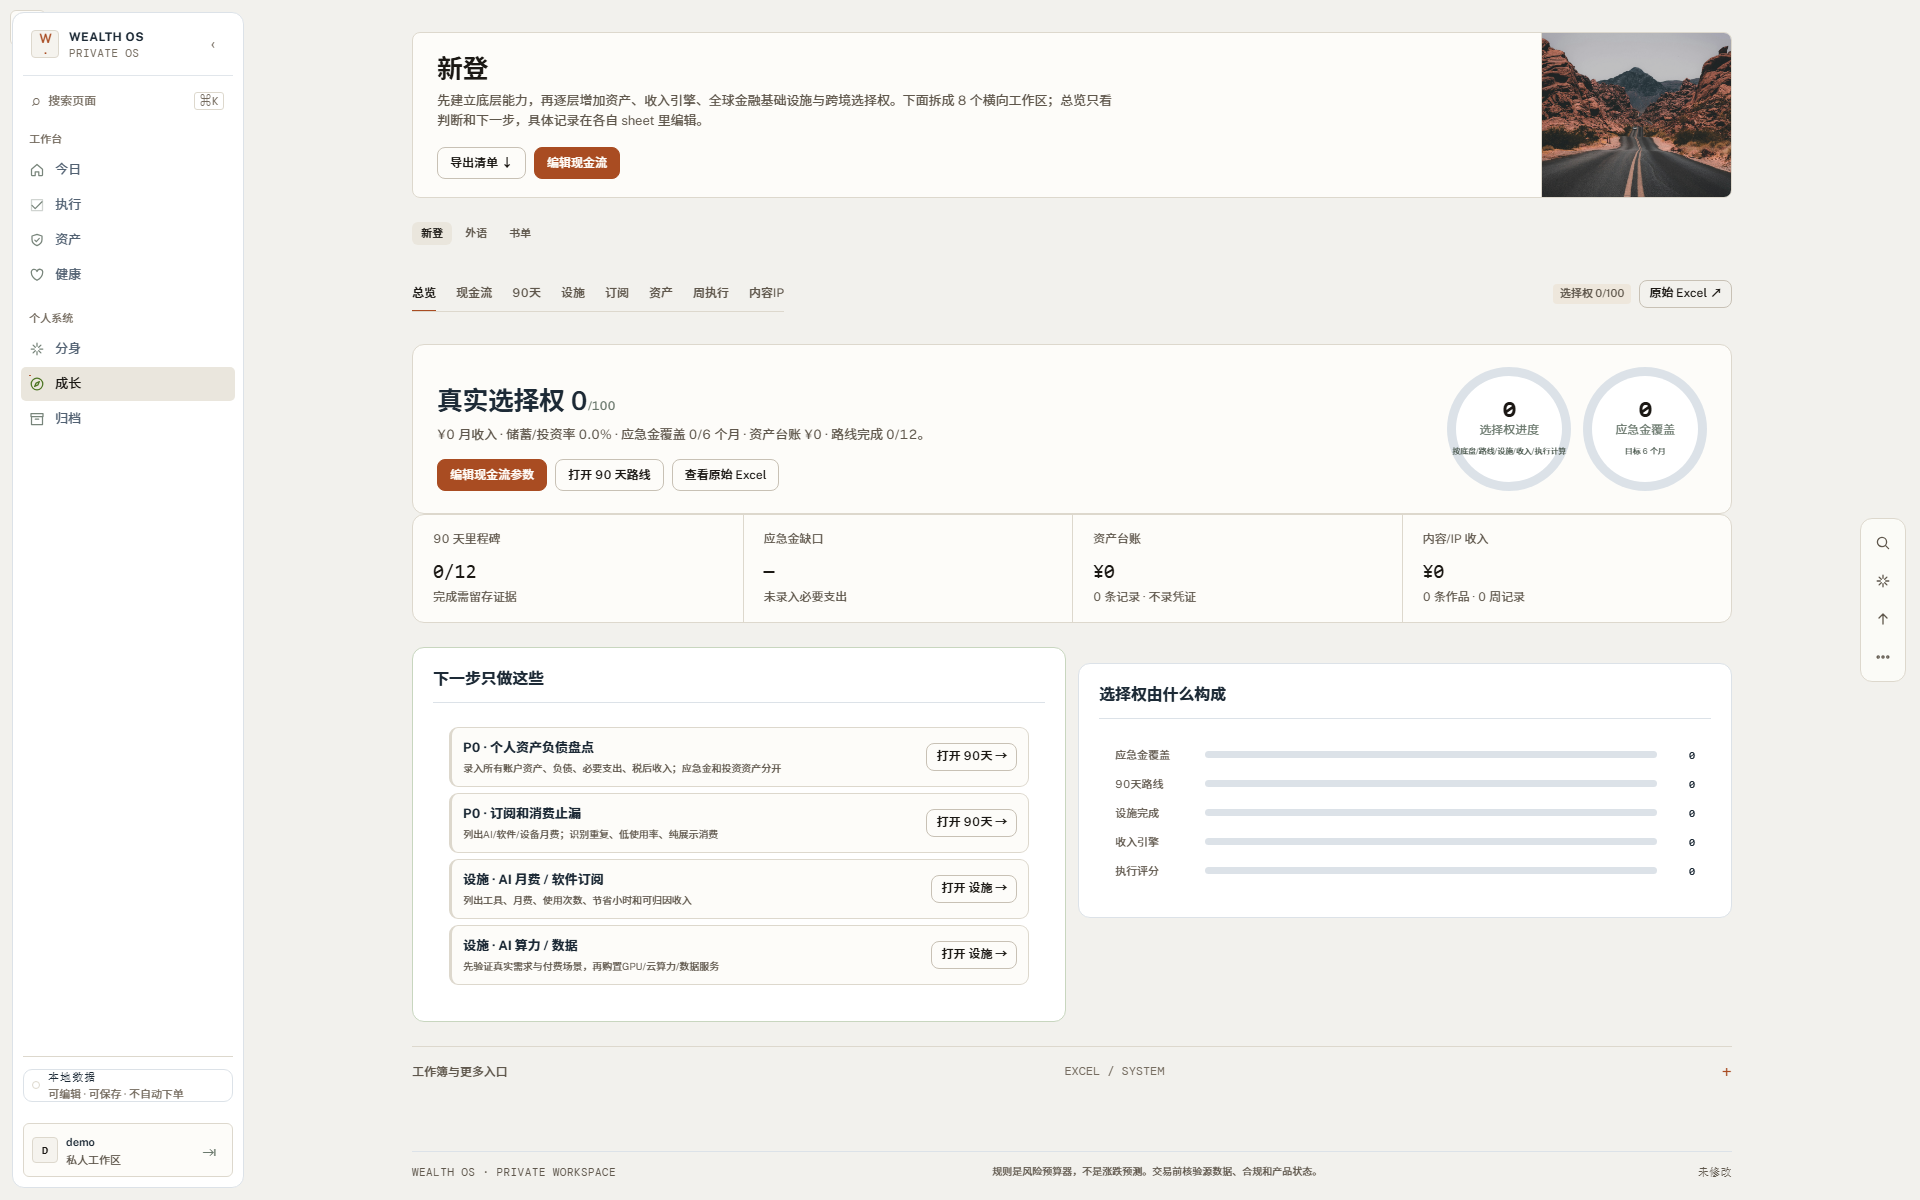 W.
WEALTH OS
PRIVATE OS
‹
搜索页面
⌘K
工作台
今日
执行
资产
健康
个人系统
分身
成长
归档
本地数据
可编辑 · 可保存 · 不自动下单
D
demo
私人工作区
新登
先建立底层能力，再逐层增加资产、收入引擎、全球金融基础设施与跨境选择权。下面拆成 8 个横向工作区；总览只看
判断和下一步，具体记录在各自 sheet 里编辑。
导出清单 ↓
编辑现金流
新登
外语
书单
总览
现金流
90天
设施
订阅
资产
周执行
内容IP
选择权 0/100
原始 Excel ↗
真实选择权 0/100
¥0 月收入 · 储蓄/投资率 0.0% · 应急金覆盖 0/6 个月 · 资产台账 ¥0 · 路线完成 0/12。
编辑现金流参数
打开 90 天路线
查看原始 Excel
0
选择权进度
按底盘/路线/设施/收入/执行计算
0
应急金覆盖
目标 6 个月
90 天里程碑
0/12
完成需留存证据
应急金缺口
—
未录入必要支出
资产台账
¥0
0 条记录 · 不录凭证
内容/IP 收入
¥0
0 条作品 · 0 周记录
下一步只做这些
P0 · 个人资产负债盘点
录入所有账户资产、负债、必要支出、税后收入；应急金和投资资产分开
打开 90天 →
P0 · 订阅和消费止漏
列出AI/软件/设备月费；识别重复、低使用率、纯展示消费
打开 90天 →
设施 · AI 月费 / 软件订阅
列出工具、月费、使用次数、节省小时和可归因收入
打开 设施 →
设施 · AI 算力 / 数据
先验证真实需求与付费场景，再购置GPU/云算力/数据服务
打开 设施 →
选择权由什么构成
应急金覆盖
0
90天路线
0
设施完成
0
收入引擎
0
执行评分
0
工作簿与更多入口
EXCEL / SYSTEM
+
WEALTH OS · PRIVATE WORKSPACE
规则是风险预算器，不是涨跌预测。交易前核验源数据、合规和产品状态。
未修改